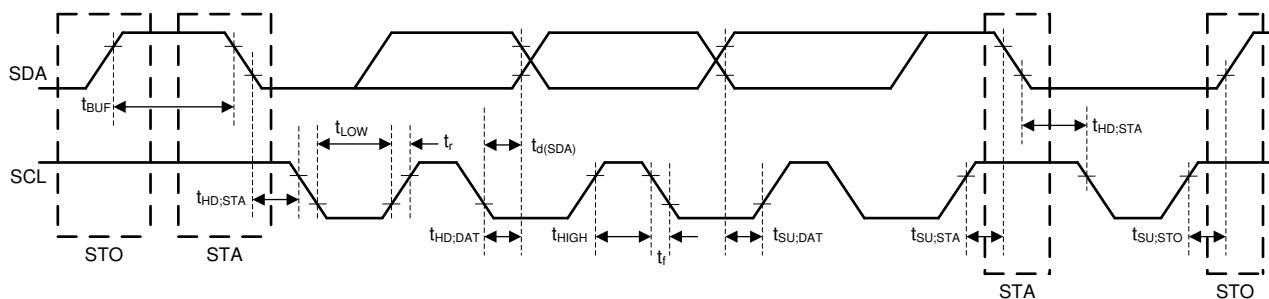 SDA
t_BUF
t_LOW
t_r
t_d(SDA)
t_HD;STA
SCL
t_HD;STA
t_HD;DAT
t_HIGH
t_f
t_SU;DAT
t_SU;STA
t_SU;STO
STO
STA
STA
STO